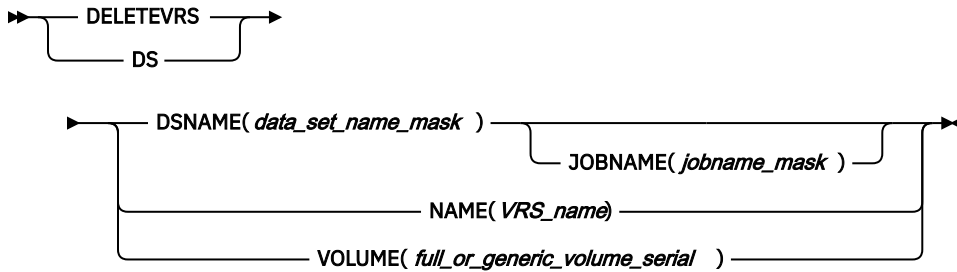 DELETEVRS
DS
DSNAME( data_set_name_mask )
JOBNAME( jobname_mask )
NAME( VRS_name)
VOLUME( full_or_generic_volume_serial )